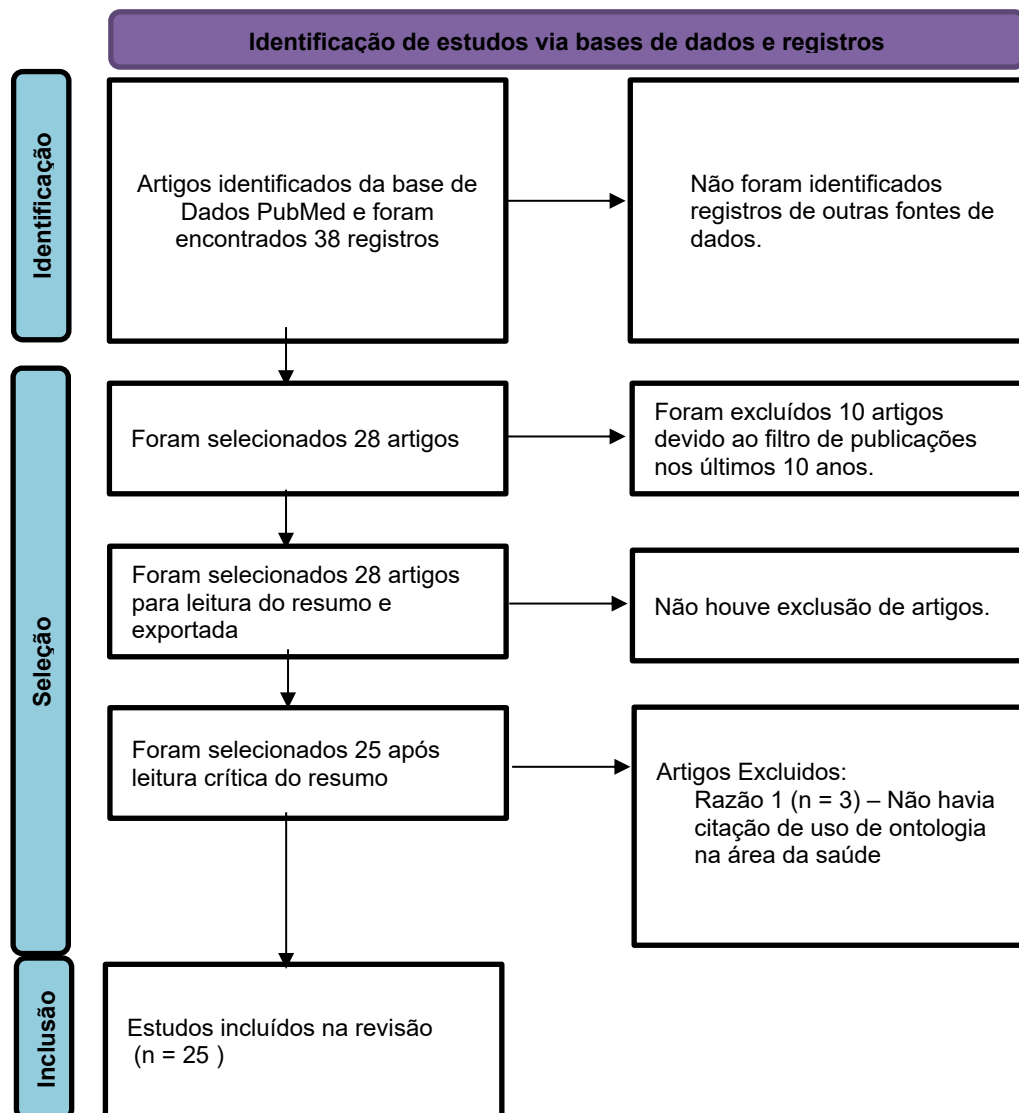 Identificação de estudos via bases de dados e registros
Identificação
Artigos identificados da base de
Dados PubMed e foram
encontrados 38 registros
Não foram identificados
registros de outras fontes de
dados.
Seleção
Foram selecionados 28 artigos
Foram excluídos 10 artigos
devido ao filtro de publicações
nos últimos 10 anos.
Foram selecionados 28 artigos
para leitura do resumo e
exportada
Não houve exclusão de artigos.
Foram selecionados 25 após
leitura crítica do resumo
Artigos Excluidos:
Razão 1 (n = 3) – Não havia
citação de uso de ontologia
na área da saúde
Inclusão
Estudos incluídos na revisão
(n = 25 )